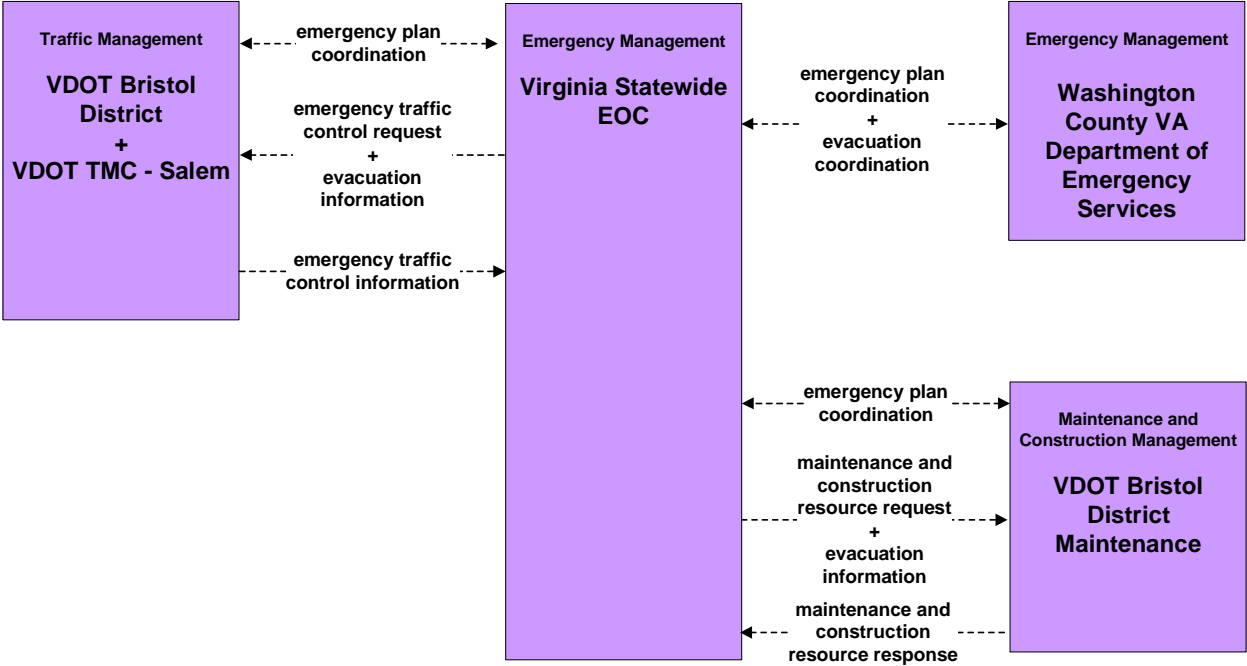 Traffic Management
VDOT Bristol
District
+
VDOT TMC - Salem
emergency plan
coordination
emergency traffic
control request
+
evacuation
information
emergency traffic
control information
Emergency Management
Virginia Statewide
EOC
emergency plan
coordination
+
evacuation
coordination
Emergency Management
Washington
County VA
Department of
Emergency
Services
emergency plan
coordination
maintenance and
construction
resource request
+
evacuation
information
maintenance and
construction
resource response
Maintenance and
Construction Management
VDOT Bristol
District
Maintenance